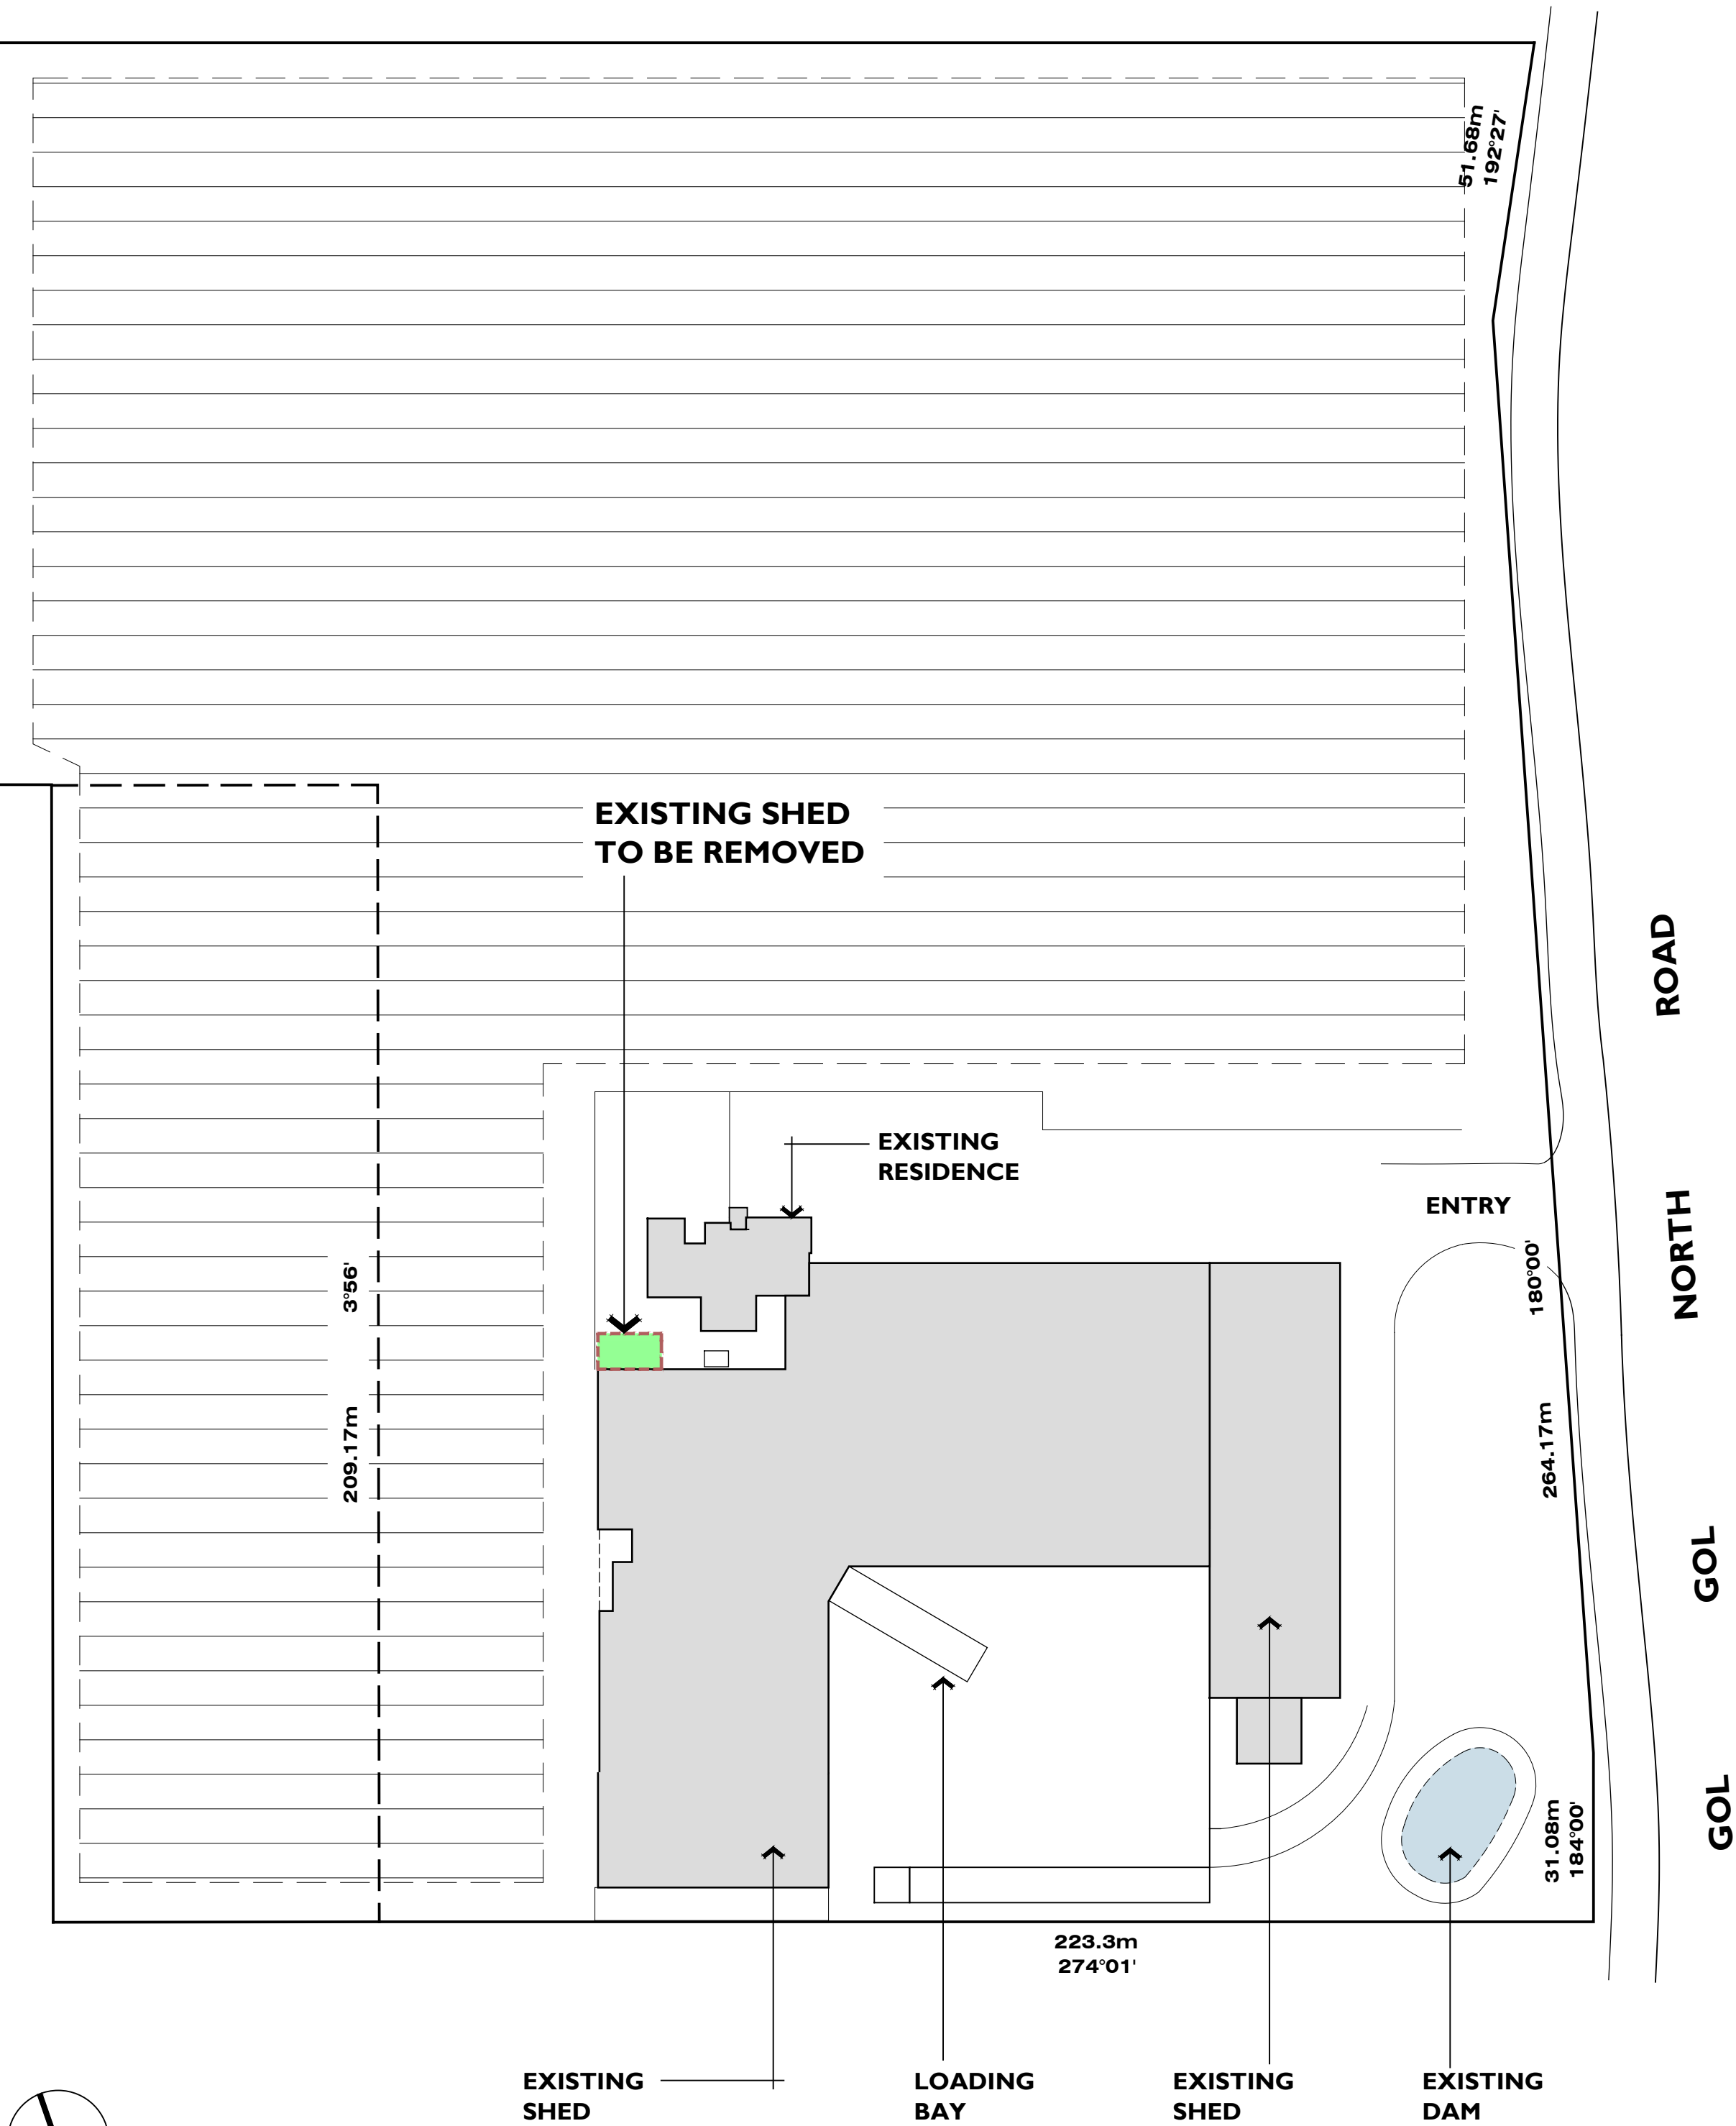 51.68m
192°27'
EXISTING SHED
TO BE REMOVED
ROAD
EXISTING
RESIDENCE
ENTRY
NORTH
180°00'
3°56'
209.17m
264.17m
GOL
GOL
31.08m
184°00'
223.3m
274°01'
EXISTING
SHED
LOADING
BAY
EXISTING
SHED
EXISTING
DAM